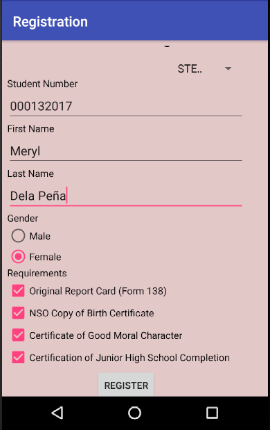 Registration
STE..
Student Number
000132017
First Name
Meryl
Last Name
Dela Peña
Gender
Male
Female
Requirements
Original Report Card (Form 138)
NSO Copy of Birth Certificate
Certificate of Good Moral Character
Certification of Junior High School Completion
REGISTER